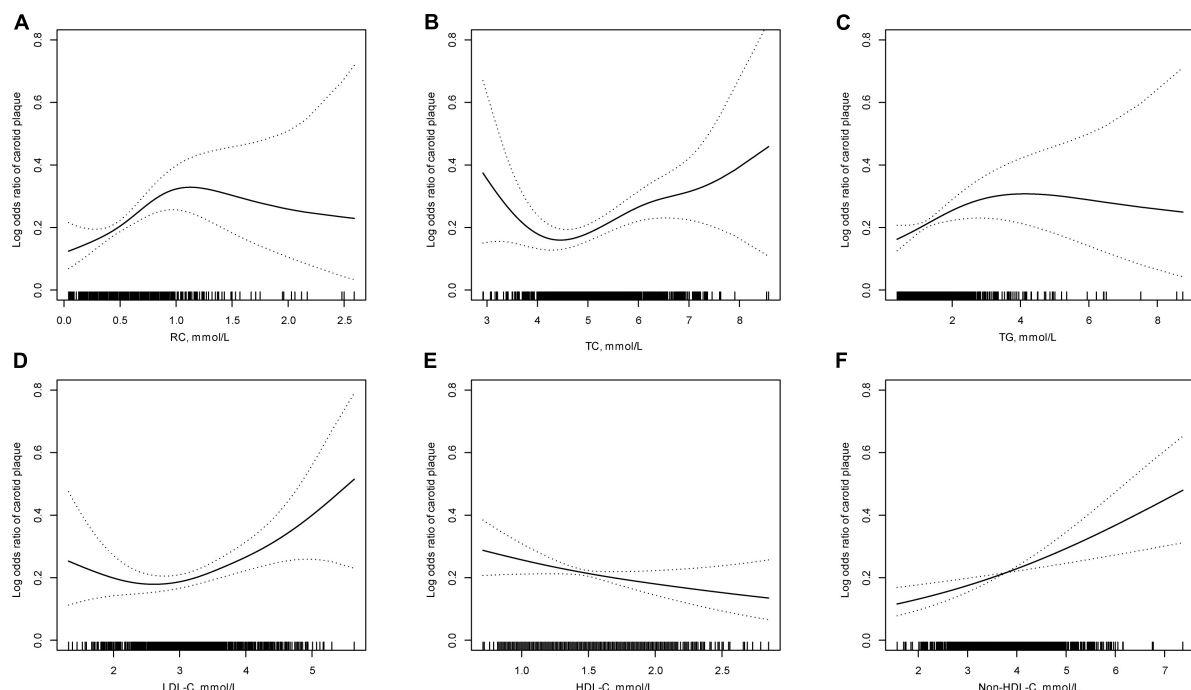 A
B
C
Log odds ratio of carotid plaque
0.0 0.2 0.4 0.6 0.8
0.0 0.5 1.0 1.5 2.0 2.5
RC, mmol/L
Log odds ratio of carotid plaque
0.0 0.2 0.4 0.6 0.8
3 4 5 6 7 8
TC, mmol/L
Log odds ratio of carotid plaque
0.0 0.2 0.4 0.6 0.8
2 4 6 8
TG, mmol/L
D
E
F
Log odds ratio of carotid plaque
0.0 0.2 0.4 0.6 0.8
2 3 4 5
LDL-C, mmol/L
Log odds ratio of carotid plaque
0.0 0.2 0.4 0.6 0.8
1.0 1.5 2.0 2.5
HDL-C, mmol/L
Log odds ratio of carotid plaque
0.0 0.2 0.4 0.6 0.8
2 3 4 5 6 7
Non-HDL-C, mmol/L